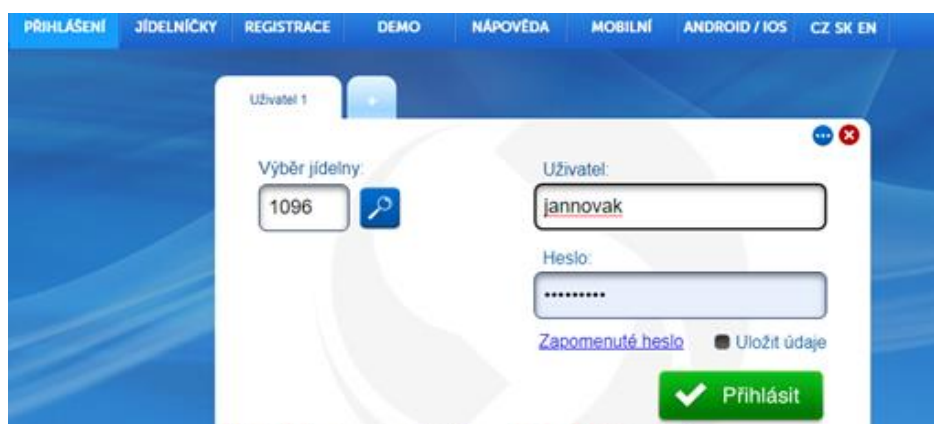 PŘIHLÁŠENÍ JÍDELNÍČKY REGISTRACE DEMO NÁPOVĚDA MOBILNÍ ANDROID / IOS CZ SK EN
Uživatel 1 +
Výběr jídelny: Uživatel:
1096 jannovak
Heslo:
•••••••••
Zapomenuté heslo Uložit údaje
Přihlásit